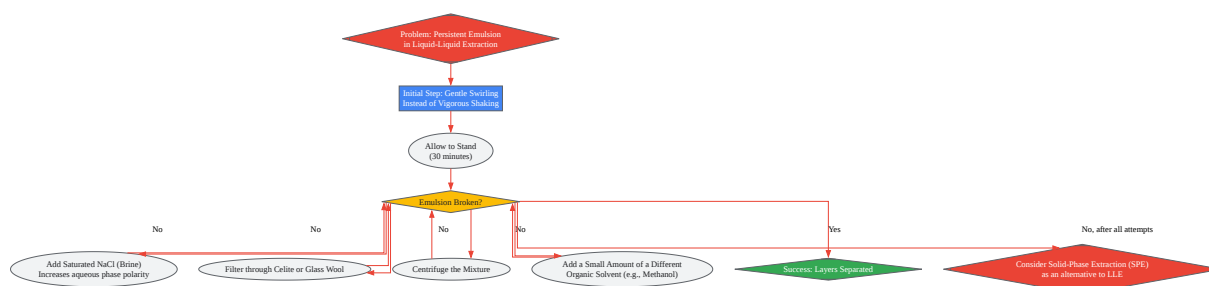 Problem: Persistent Emulsion
in Liquid-Liquid Extraction
Initial Step: Gentle Swirling
Instead of Vigorous Shaking
Allow to Stand
(30 minutes)
Emulsion Broken?
No
No
No
No
Yes
No, after all attempts
Add Saturated NaCl (Brine)
Increases aqueous phase polarity
Filter through Celite or Glass Wool
Centrifuge the Mixture
Add a Small Amount of a Different
Organic Solvent (e.g., Methanol)
Success: Layers Separated
Consider Solid-Phase Extraction (SPE)
as an alternative to LLE